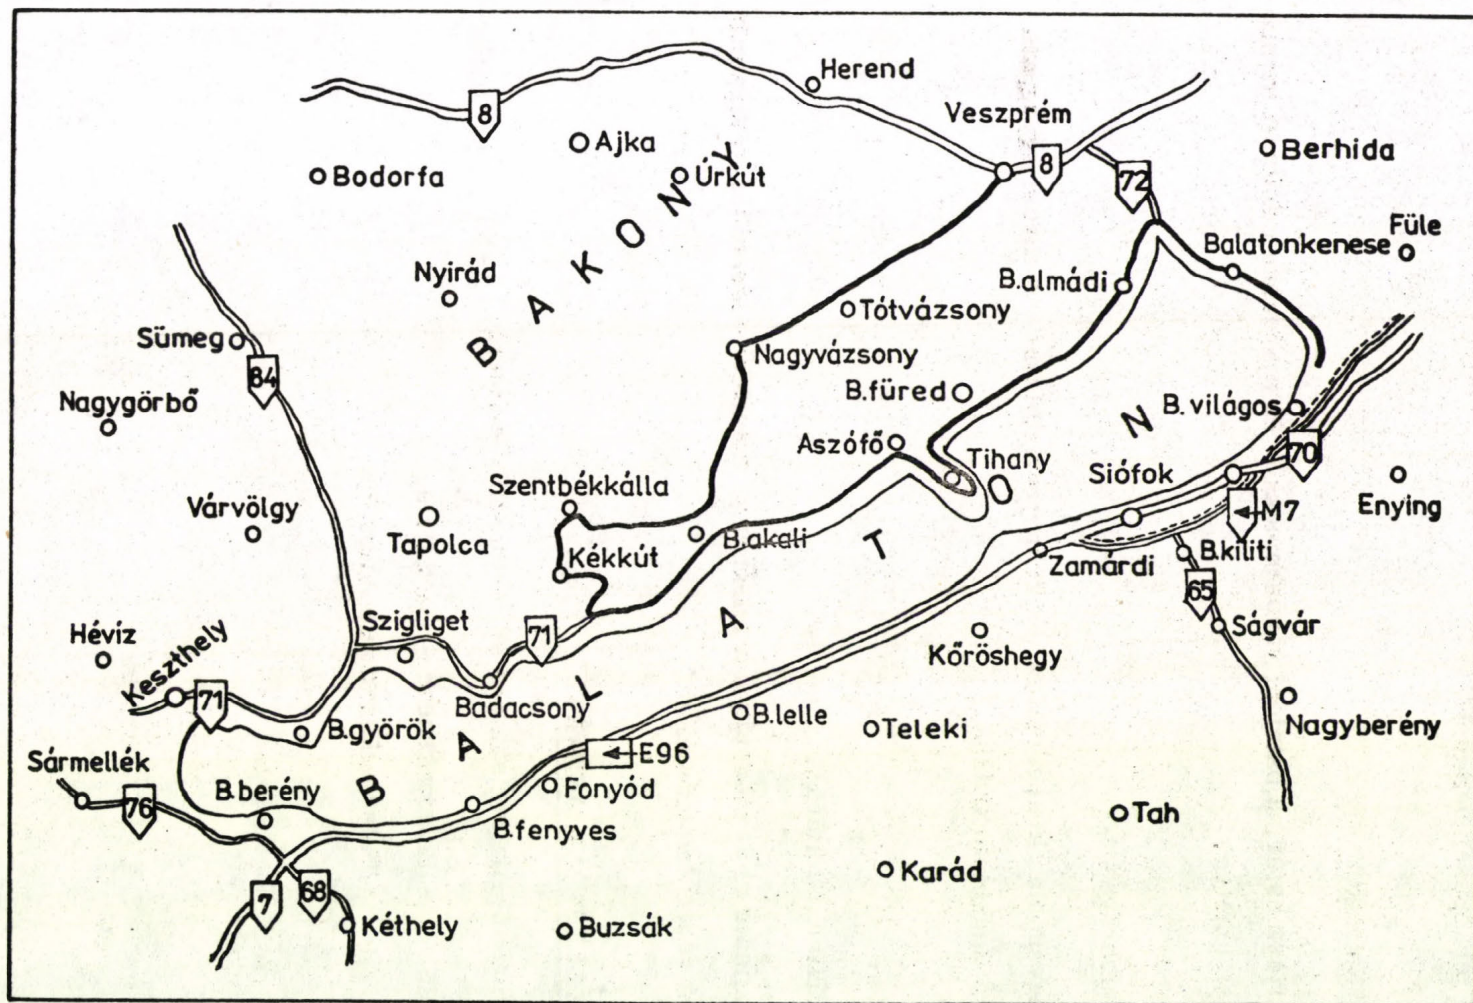 Herend
8
Veszprém
Ajka
8
Berhida
Bodorfa
Úrkút
72
BAKONY
Füle
Balatonkenese
Nyirád
B.almádi
Tótvázsony
Sümeg
Nagyvázsony
84
B.füred
B.világos
Nagygörbő
Aszófő
70
Tihany
Siófok
Szentbékkálla
Enying
Várvölgy
M7
Tapolca
B.akali
Kékkút
Zamárdi
B.kiliti
65
Szigliget
71
Ságvár
Hévíz
Kőröshegy
Keszthely
71
Badacsony
Nagyberény
B.lelle
B.györök
Teleki
BALATON
E96
Sármellék
B.berény
Fonyód
76
Tah
B.fenyves
Karád
7
68
Kéthely
Buzsák